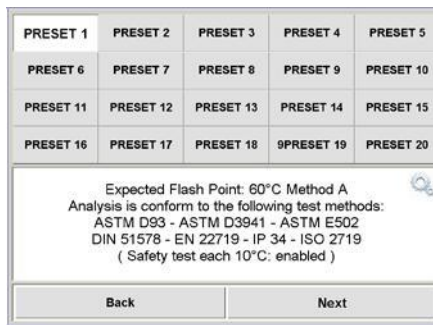 PRESET 1 PRESET 2 PRESET 3 PRESET 4 PRESET 5
PRESET 6 PRESET 7 PRESET 8 PRESET 9 PRESET 10
PRESET 11 PRESET 12 PRESET 13 PRESET 14 PRESET 15
PRESET 16 PRESET 17 PRESET 18 9PRESET 19 PRESET 20
Expected Flash Point: 60°C Method A
Analysis is conform to the following test methods:
ASTM D93 - ASTM D3941 - ASTM E502
DIN 51578 - EN 22719 - IP 34 - ISO 2719
( Safety test each 10°C: enabled )
Back Next